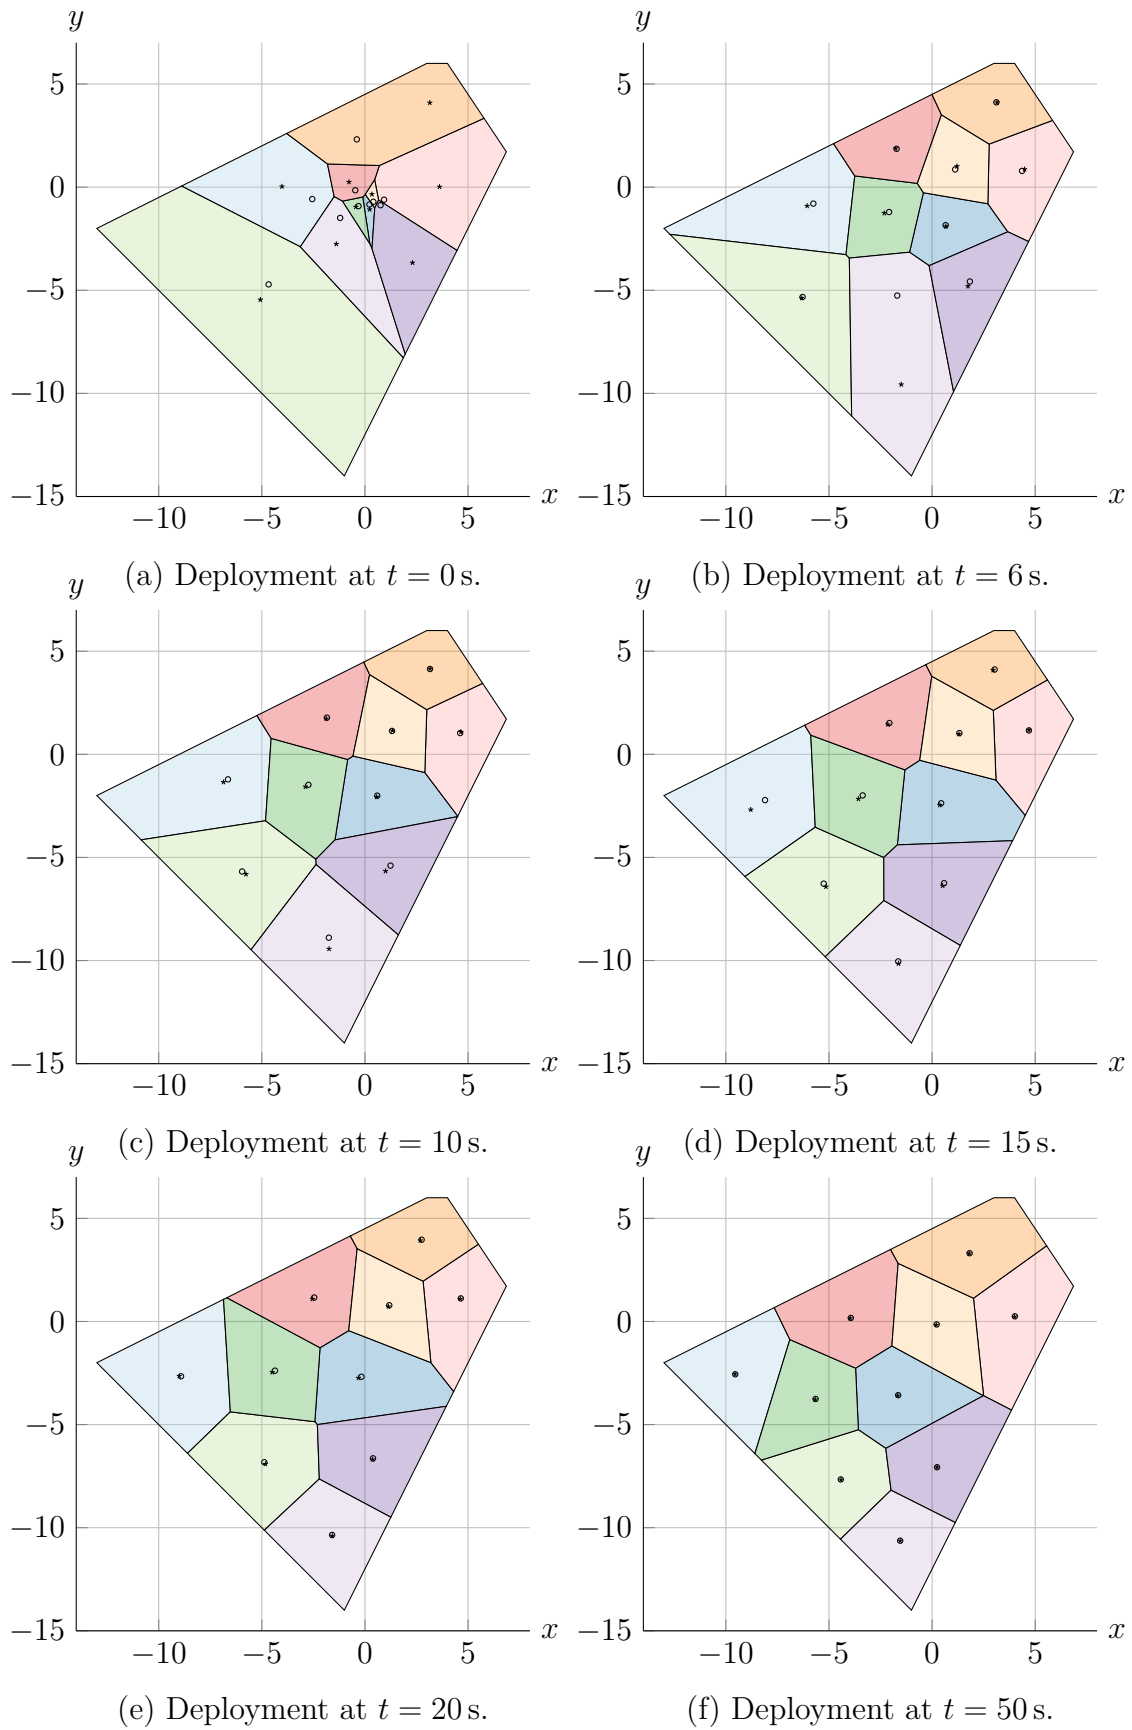 y y
5 5
0 0
−5 −5
−10 −10
−15 −15
−10 −5 0 5 x −10 −5 0 5 x
(a) Deployment at t = 0 s. (b) Deployment at t = 6 s.
y y
5 5
0 0
−5 −5
−10 −10
−15 −15
−10 −5 0 5 x −10 −5 0 5 x
(c) Deployment at t = 10 s. (d) Deployment at t = 15 s.
y y
5 5
0 0
−5 −5
−10 −10
−15 −15
−10 −5 0 5 x −10 −5 0 5 x
(e) Deployment at t = 20 s. (f) Deployment at t = 50 s.